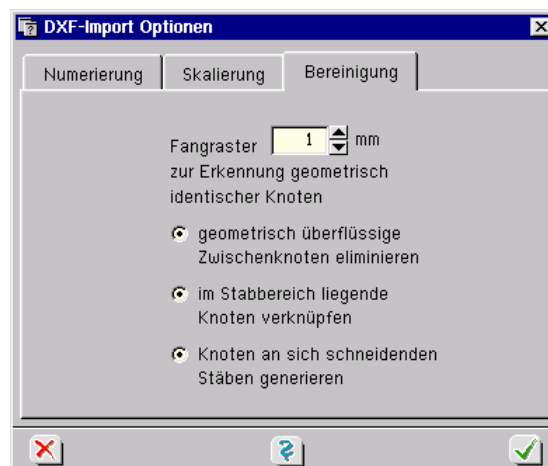 DXF-Import Optionen
Numerierung Skalierung Bereinigung
Fangraster 1 mm
zur Erkennung geometrisch
identischer Knoten
geometrisch überflüssige
Zwischenknoten eliminieren
im Stabbereich liegende
Knoten verknüpfen
Knoten an sich schneidenden
Stäben generieren